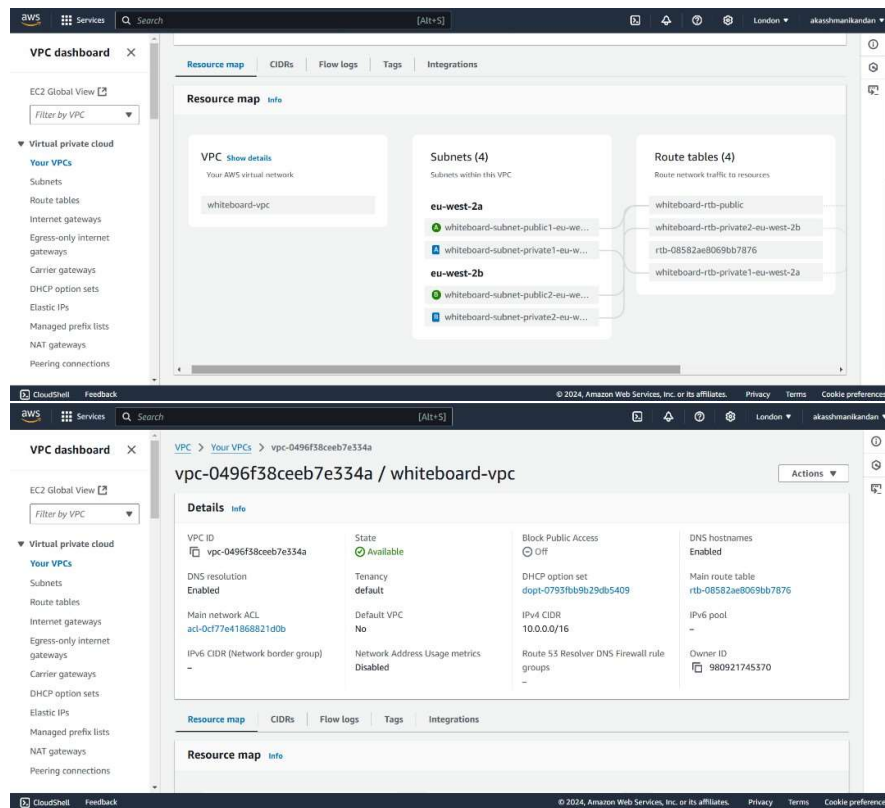 aws Services Search [Alt+S] London ▼ akasshmanikandan ▼
VPC dashboard ×
EC2 Global View
Filter by VPC ▼
▼ Virtual private cloud
Your VPCs
Subnets
Route tables
Internet gateways
Egress-only internet
gateways
Carrier gateways
DHCP option sets
Elastic IPs
Managed prefix lists
NAT gateways
Peering connections
Resource map CIDRs Flow logs Tags Integrations
Resource map Info
VPC Show details
Your AWS virtual network
whiteboard-vpc
Subnets (4)
Subnets within this VPC
eu-west-2a
A whiteboard-subnet-public1-eu-we...
A whiteboard-subnet-private1-eu-w...
eu-west-2b
B whiteboard-subnet-public2-eu-we...
B whiteboard-subnet-private2-eu-w...
Route tables (4)
Route network traffic to resources
whiteboard-rtb-public
whiteboard-rtb-private2-eu-west-2b
rtb-08582ae8069bb7876
whiteboard-rtb-private1-eu-west-2a
CloudShell Feedback © 2024, Amazon Web Services, Inc. or its affiliates. Privacy Terms Cookie preferences
aws Services Search [Alt+S] London ▼ akasshmanikandan ▼
VPC dashboard ×
EC2 Global View
Filter by VPC ▼
▼ Virtual private cloud
Your VPCs
Subnets
Route tables
Internet gateways
Egress-only internet
gateways
Carrier gateways
DHCP option sets
Elastic IPs
Managed prefix lists
NAT gateways
Peering connections
VPC > Your VPCs > vpc-0496f38ceeb7e334a
vpc-0496f38ceeb7e334a / whiteboard-vpc
Actions ▼
Details Info
VPC ID
vpc-0496f38ceeb7e334a
State
Available
Block Public Access
Off
DNS hostnames
Enabled
DNS resolution
Enabled
Tenancy
default
DHCP option set
dopt-0793fbb9b29db5409
Main route table
rtb-08582ae8069bb7876
Main network ACL
acl-0cf77e41868821d0b
Default VPC
No
IPv4 CIDR
10.0.0.0/16
IPv6 pool
–
IPv6 CIDR (Network border group)
–
Network Address Usage metrics
Disabled
Route 53 Resolver DNS Firewall rule
groups
–
Owner ID
980921745370
Resource map CIDRs Flow logs Tags Integrations
Resource map Info
CloudShell Feedback © 2024, Amazon Web Services, Inc. or its affiliates. Privacy Terms Cookie preference